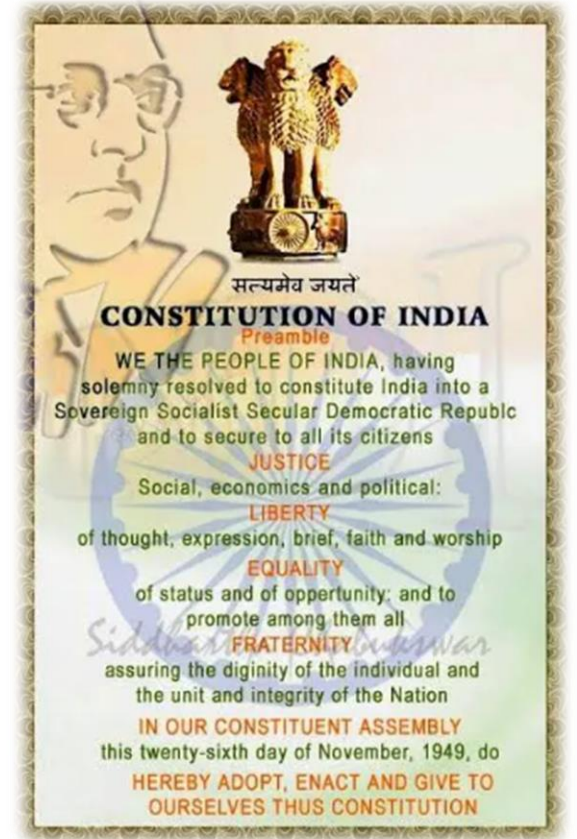 सत्यमेव जयते
CONSTITUTION OF INDIA
Preamble
WE THE PEOPLE OF INDIA, having
solemny resolved to constitute India into a
Sovereign Socialist Secular Democratic Republc
and to secure to all its citizens
JUSTICE
Social, economics and political:
LIBERTY
of thought, expression, brief, faith and worship
EQUALITY
of status and of opportunity: and to
promote among them all
FRATERNITY
assuring the diginity of the individual and
the unit and integrity of the Nation
IN OUR CONSTITUENT ASSEMBLY
this twenty-sixth day of November, 1949, do
HEREBY ADOPT, ENACT AND GIVE TO
OURSELVES THUS CONSTITUTION